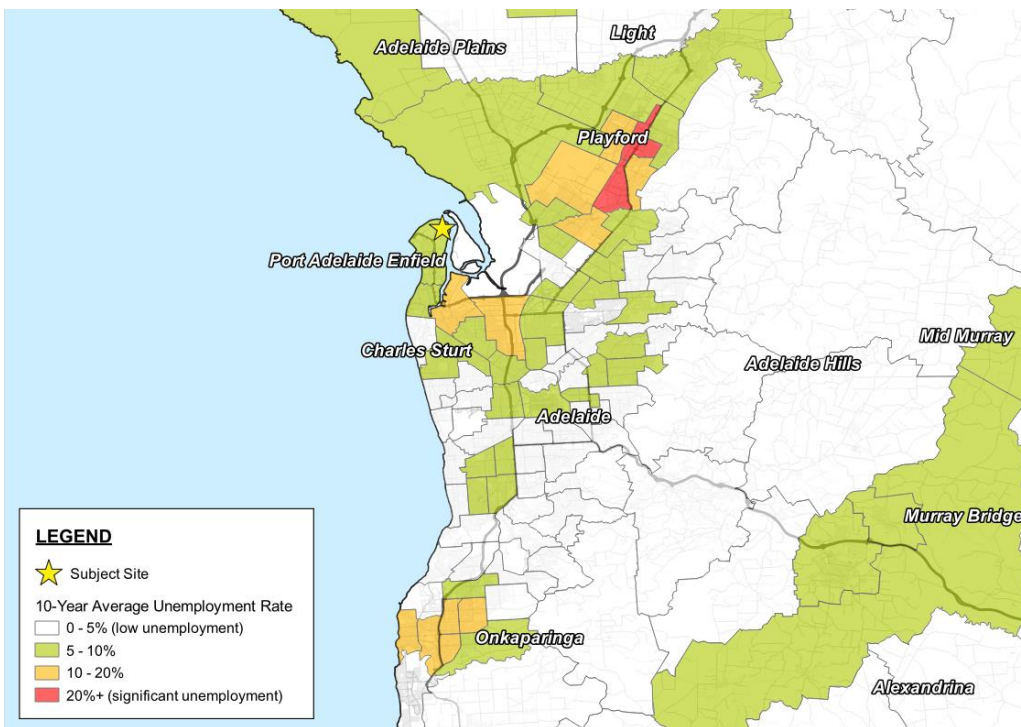 Light
Adelaide Plains
Playford
Port Adelaide Enfield
Mid Murray
Charles Sturt
Adelaide Hills
Adelaide
Murray Bridge
LEGEND
Subject Site
10-Year Average Unemployment Rate
0 - 5% (low unemployment)
5 - 10%
10 - 20%
20%+ (significant unemployment)
Onkaparinga
Alexandrina